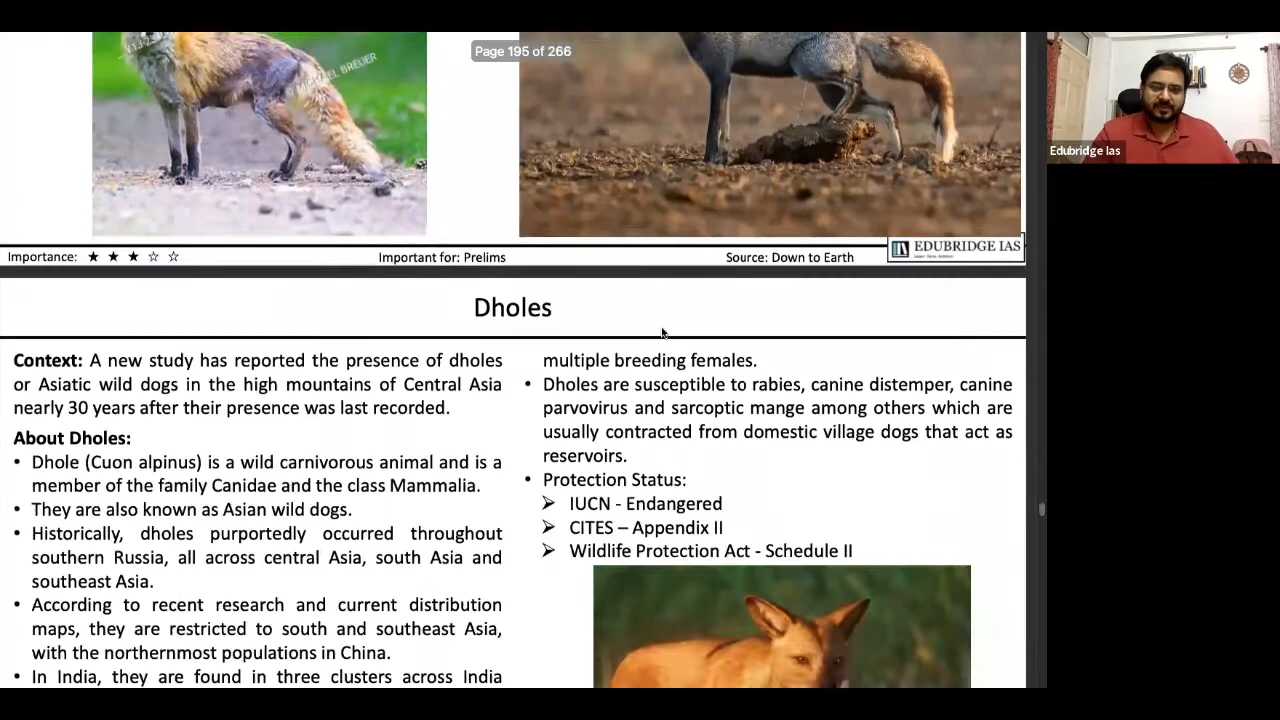 Page 195 of 266
MICHAEL BREUER
Edubridge Ias
Importance: ★ ★ ★ ☆ ☆
Important for: Prelims
Source: Down to Earth
EDUBRIDGE IAS
Dholes
Context: A new study has reported the presence of dholes
or Asiatic wild dogs in the high mountains of Central Asia
nearly 30 years after their presence was last recorded.
About Dholes:
• Dhole (Cuon alpinus) is a wild carnivorous animal and is a
member of the family Canidae and the class Mammalia.
• They are also known as Asian wild dogs.
• Historically, dholes purportedly occurred throughout
southern Russia, all across central Asia, south Asia and
southeast Asia.
• According to recent research and current distribution
maps, they are restricted to south and southeast Asia,
with the northernmost populations in China.
• In India, they are found in three clusters across India
multiple breeding females.
• Dholes are susceptible to rabies, canine distemper, canine
parvovirus and sarcoptic mange among others which are
usually contracted from domestic village dogs that act as
reservoirs.
• Protection Status:
➢ IUCN - Endangered
➢ CITES – Appendix II
➢ Wildlife Protection Act - Schedule II